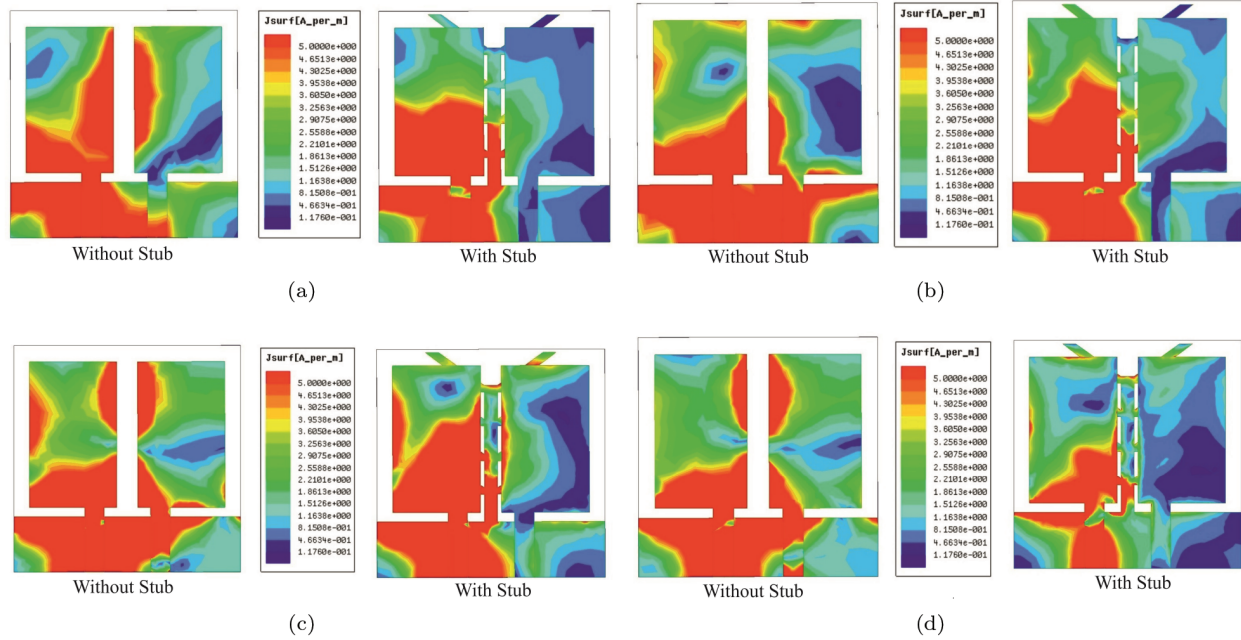 Jsurf[A_per_m]
5.0000e+000
4.6513e+000
4.3025e+000
3.9538e+000
3.6050e+000
3.2563e+000
2.9075e+000
2.5588e+000
2.2101e+000
1.8613e+000
1.5126e+000
1.1638e+000
8.1508e-001
4.6634e-001
1.1760e-001
Without Stub
With Stub
(a)
Jsurf[A_per_m]
5.0000e+000
4.6513e+000
4.3025e+000
3.9538e+000
3.6050e+000
3.2563e+000
2.9075e+000
2.5588e+000
2.2101e+000
1.8613e+000
1.5126e+000
1.1638e+000
8.1508e-001
4.6634e-001
1.1760e-001
Without Stub
With Stub
(b)
Jsurf[A_per_m]
5.0000e+000
4.6513e+000
4.3025e+000
3.9538e+000
3.6050e+000
3.2563e+000
2.9075e+000
2.5588e+000
2.2101e+000
1.8613e+000
1.5126e+000
1.1638e+000
8.1508e-001
4.6634e-001
1.1760e-001
Without Stub
With Stub
(c)
Jsurf[A_per_m]
5.0000e+000
4.6513e+000
4.3025e+000
3.9538e+000
3.6050e+000
3.2563e+000
2.9075e+000
2.5588e+000
2.2101e+000
1.8613e+000
1.5126e+000
1.1638e+000
8.1508e-001
4.6634e-001
1.1760e-001
Without Stub
With Stub
(d)